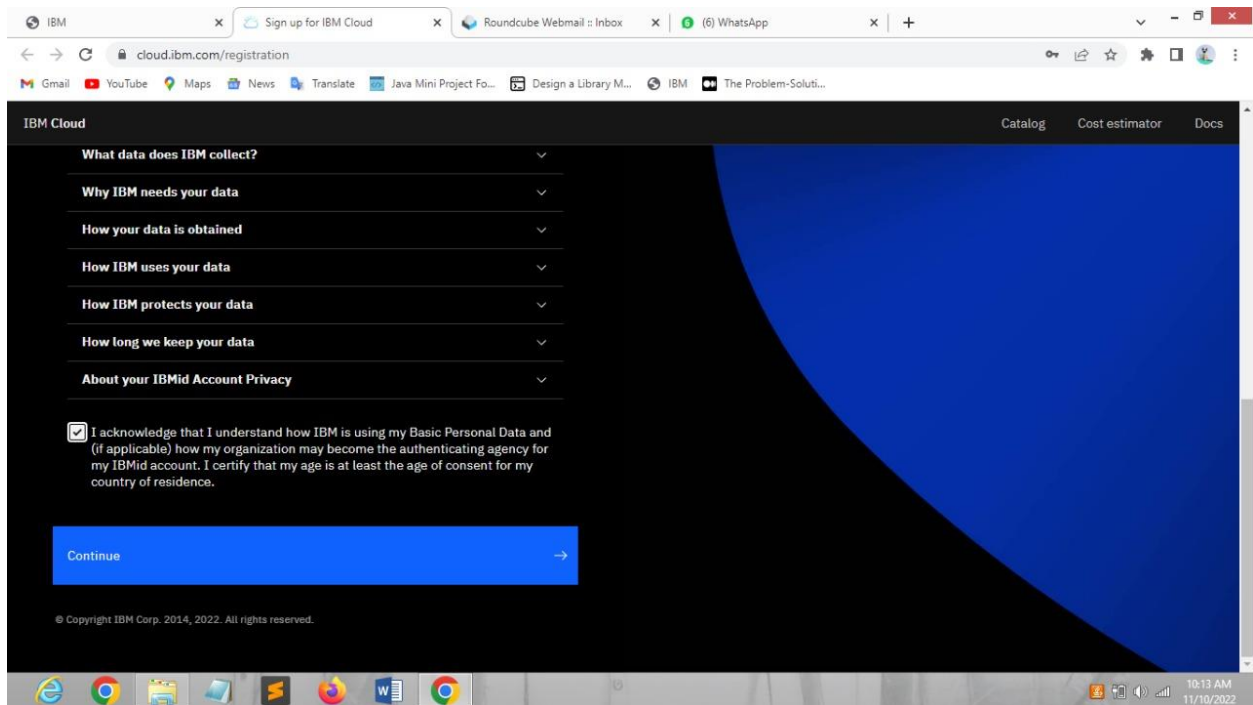 IBM
Sign up for IBM Cloud
Roundcube Webmail :: Inbox
(6) WhatsApp
cloud.ibm.com/registration
Gmail
YouTube
Maps
News
Translate
Java Mini Project Fo...
Design a Library M...
IBM
The Problem-Soluti...
IBM Cloud
Catalog
Cost estimator
Docs
What data does IBM collect?
Why IBM needs your data
How your data is obtained
How IBM uses your data
How IBM protects your data
How long we keep your data
About your IBMid Account Privacy
I acknowledge that I understand how IBM is using my Basic Personal Data and
(if applicable) how my organization may become the authenticating agency for
my IBMid account. I certify that my age is at least the age of consent for my
country of residence.
Continue
© Copyright IBM Corp. 2014, 2022. All rights reserved.
10:13 AM
11/10/2022